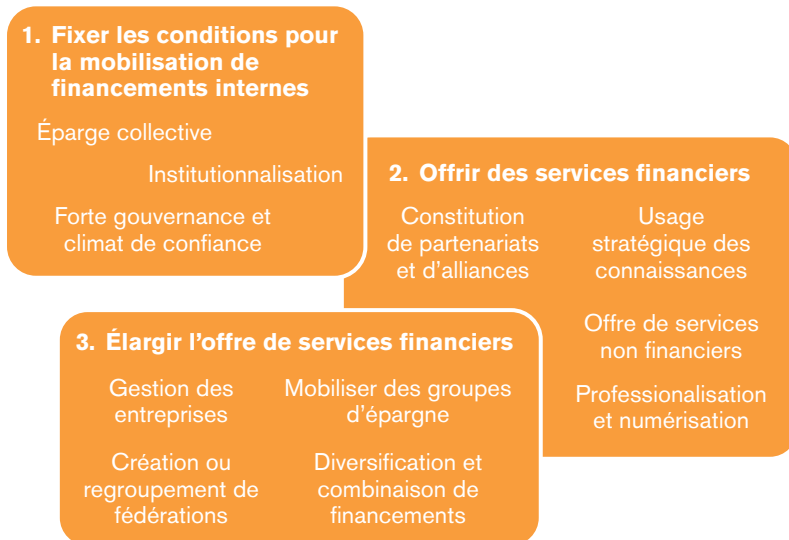 1. Fixer les conditions pour
la mobilisation de
financements internes
Éparge collective
Institutionnalisation
Forte gouvernance et
climat de confiance
2. Offrir des services financiers
Constitution
de partenariats
et d’alliances
Usage
stratégique des
connaissances
Offre de services
non financiers
Professionalisation
et numérisation
3. Élargir l’offre de services financiers
Gestion des
entreprises
Mobiliser des groupes
d’épargne
Création ou
regroupement de
fédérations
Diversification et
combinaison de
financements